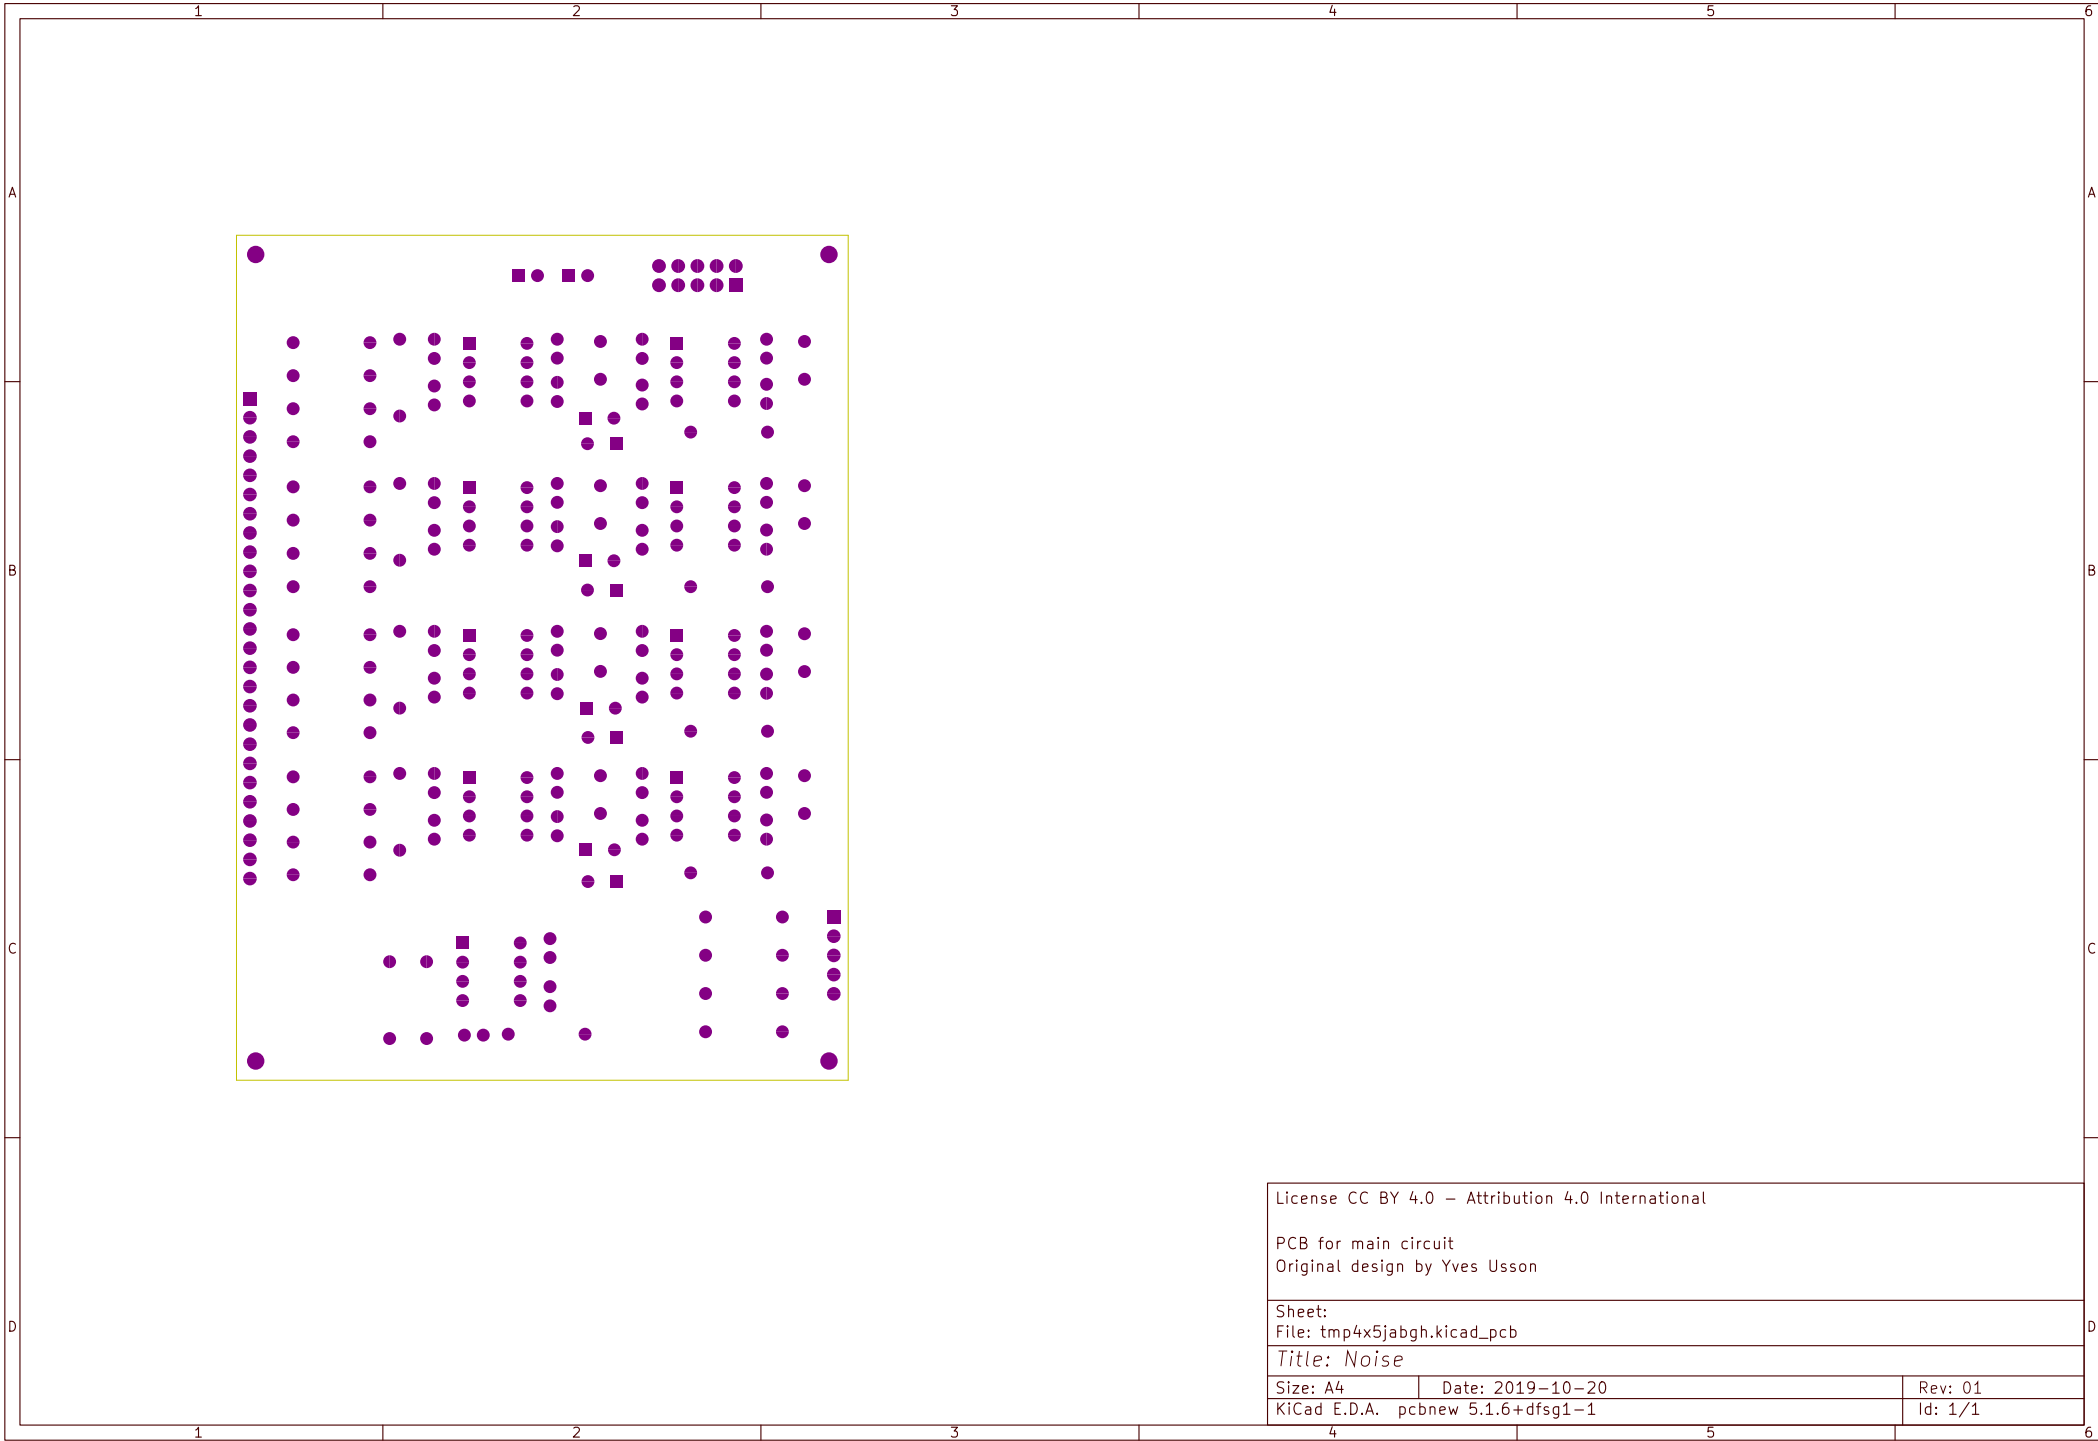 1 2 3 4 5 6
A A
B B
C C
D D
License CC BY 4.0 – Attribution 4.0 International
PCB for main circuit
Original design by Yves Usson
Sheet:
File: tmp4x5jabgh.kicad_pcb
Title: Noise
Size: A4 Date: 2019-10-20 Rev: 01
KiCad E.D.A. pcbnew 5.1.6+dfsg1-1 Id: 1/1
1 2 3 4 5 6